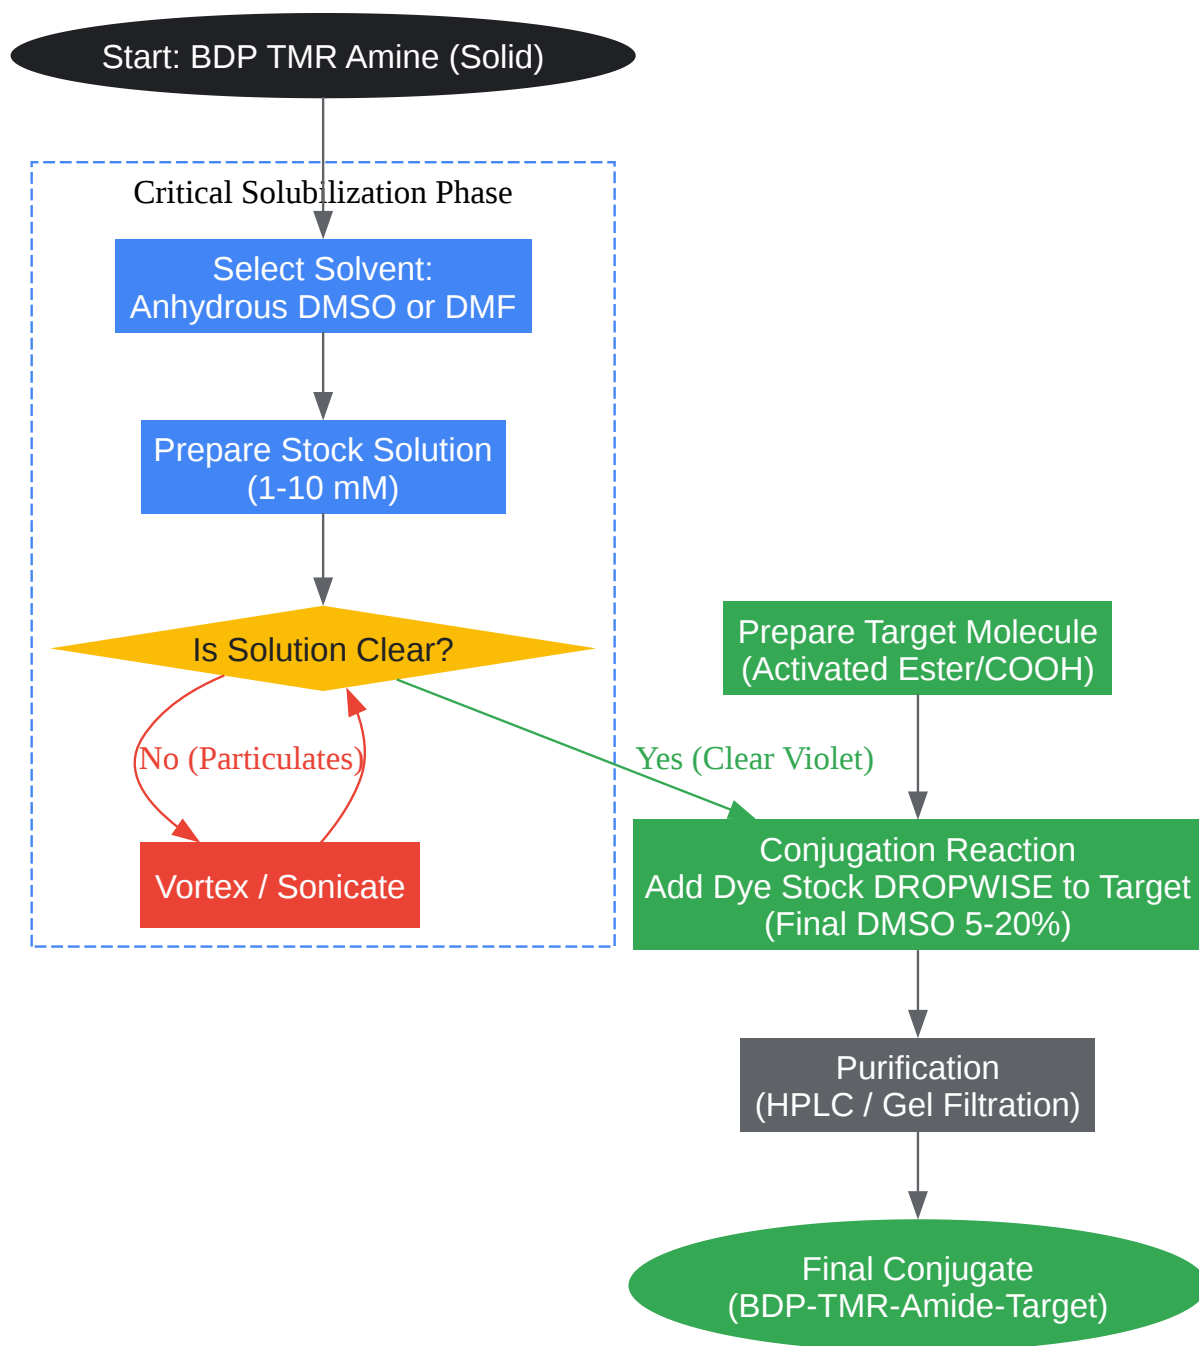 Start: BDP TMR Amine (Solid)
Critical Solubilization Phase
Select Solvent:
Anhydrous DMSO or DMF
Prepare Stock Solution
(1-10 mM)
Is Solution Clear?
Prepare Target Molecule
(Activated Ester/COOH)
No (Particulates)
Yes (Clear Violet)
Vortex / Sonicate
Conjugation Reaction
Add Dye Stock DROPWISE to Target
(Final DMSO 5-20%)
Purification
(HPLC / Gel Filtration)
Final Conjugate
(BDP-TMR-Amide-Target)